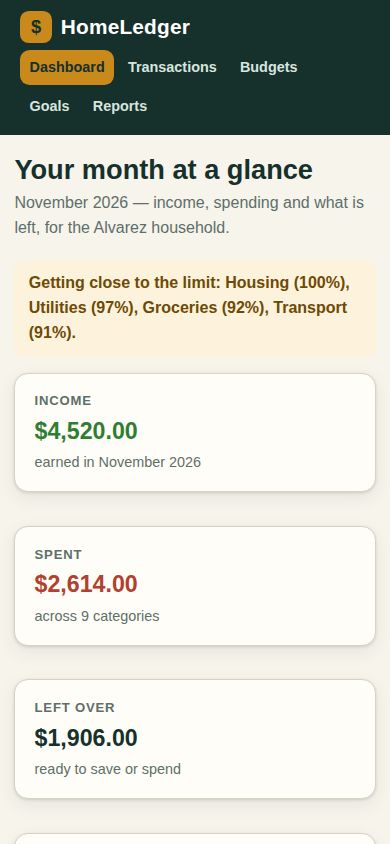 $ HomeLedger
Dashboard Transactions Budgets
Goals Reports
Your month at a glance
November 2026 — income, spending and what is
left, for the Alvarez household.
Getting close to the limit: Housing (100%),
Utilities (97%), Groceries (92%), Transport
(91%).
INCOME
$4,520.00
earned in November 2026
SPENT
$2,614.00
across 9 categories
LEFT OVER
$1,906.00
ready to save or spend